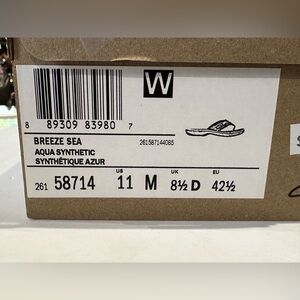 W
8 89309 83980 7
BREEZE SEA
261587144085
AQUA SYNTHETIC
SYNTHÉTIQUE AZUR
US UK EU
261 58714 11 M 8½ D 42½